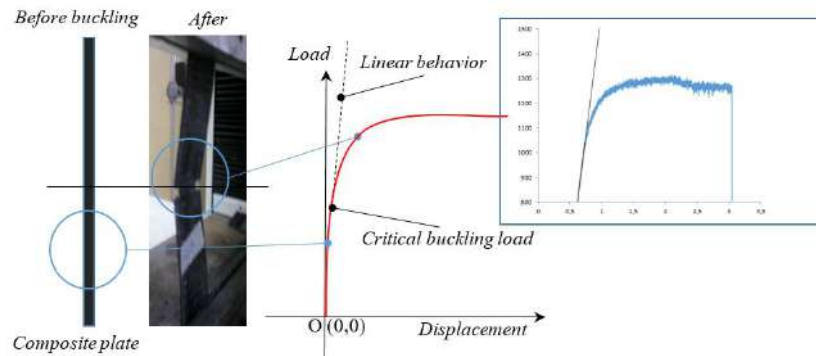 Before buckling
After
Load
Linear behavior
Critical buckling load
O (0,0)
Displacement
Composite plate
1500
1400
1300
1200
1100
1000
900
800
0
0,5
1
1,5
2
2,5
3
3,5